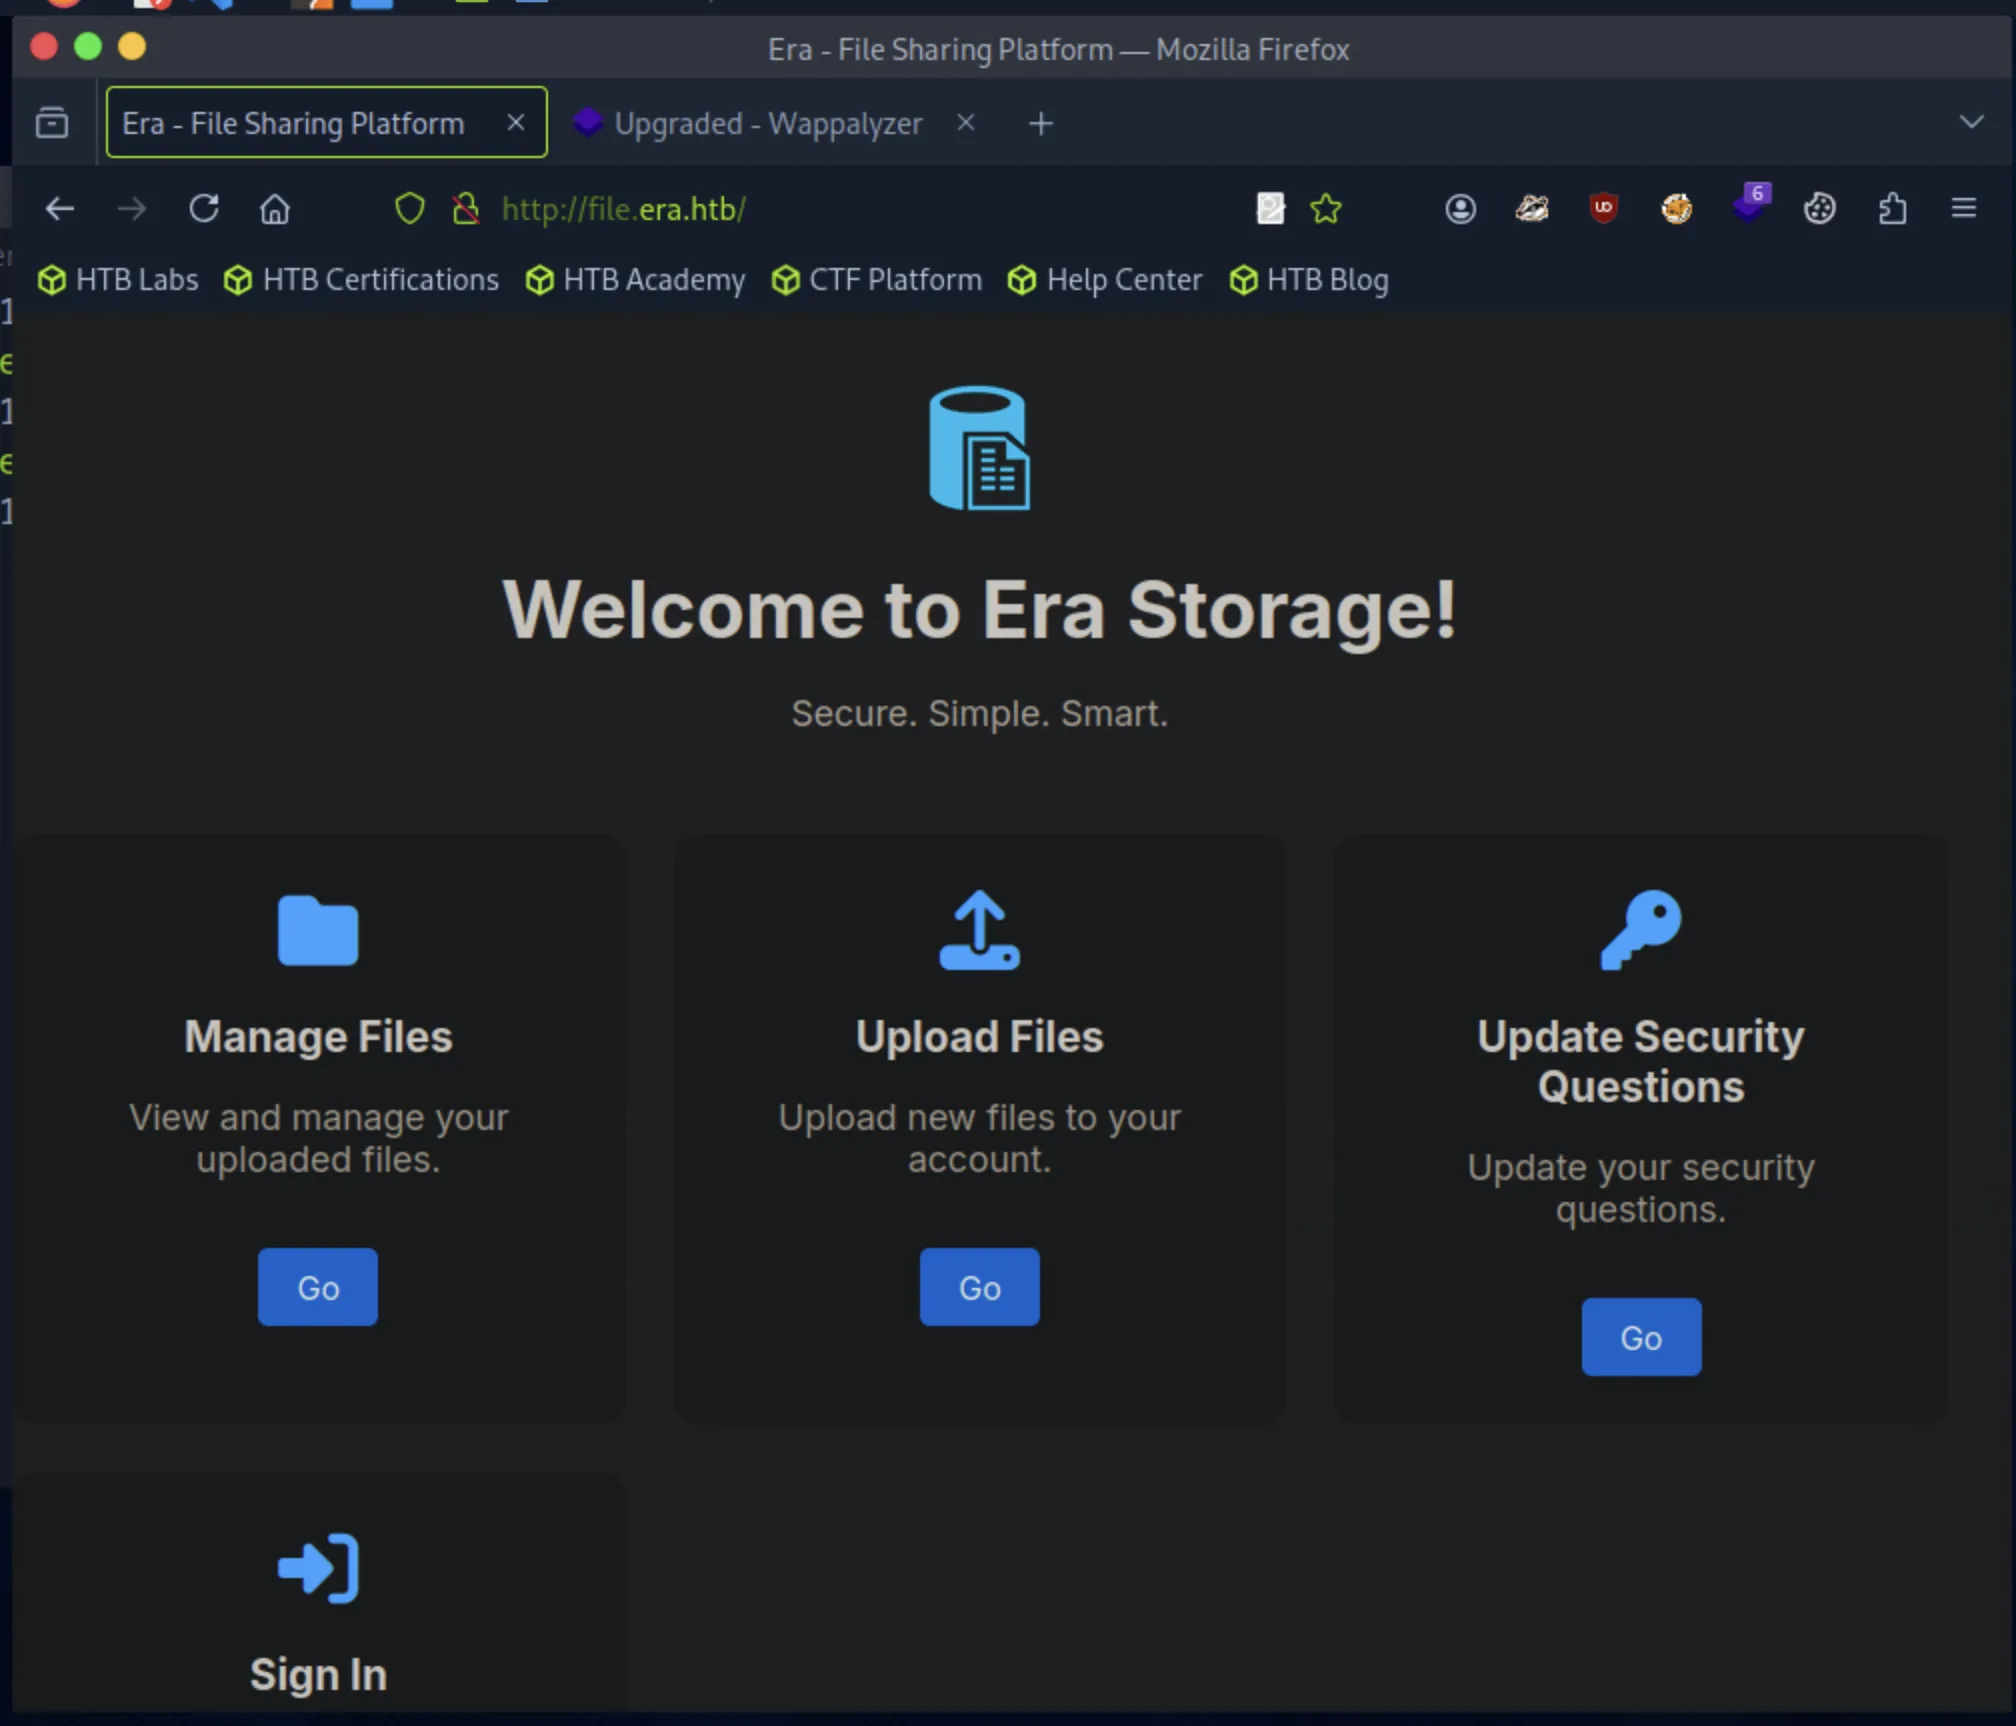 Era - File Sharing Platform — Mozilla Firefox
Era - File Sharing Platform
Upgraded - Wappalyzer
http://file.era.htb/
6
HTB Labs HTB Certifications HTB Academy CTF Platform Help Center HTB Blog
Welcome to Era Storage!
Secure. Simple. Smart.
Manage Files
View and manage your
uploaded files.
Go
Upload Files
Upload new files to your
account.
Go
Update Security
Questions
Update your security
questions.
Go
Sign In